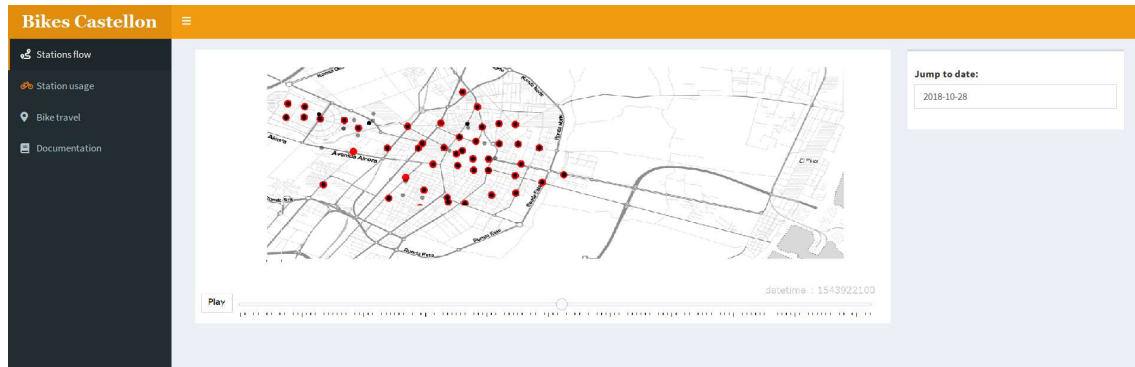 Bikes Castellon
Stations flow
Station usage
Bike travel
Documentation
Avenida Alcora
Alcora
Jump to date:
2018-10-28
datetime : 1543922100
Play